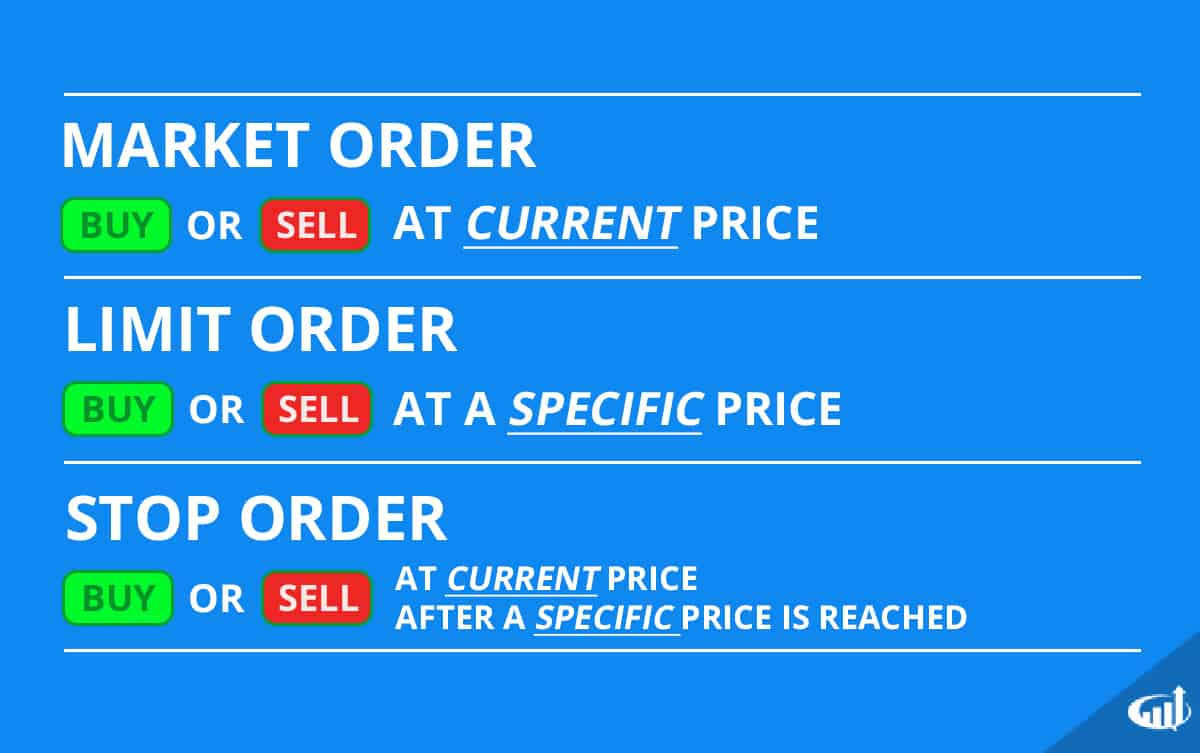 MARKET ORDER
BUY OR SELL AT CURRENT PRICE
LIMIT ORDER
BUY OR SELL AT A SPECIFIC PRICE
STOP ORDER
BUY OR SELL AT CURRENT PRICE
AFTER A SPECIFIC PRICE IS REACHED